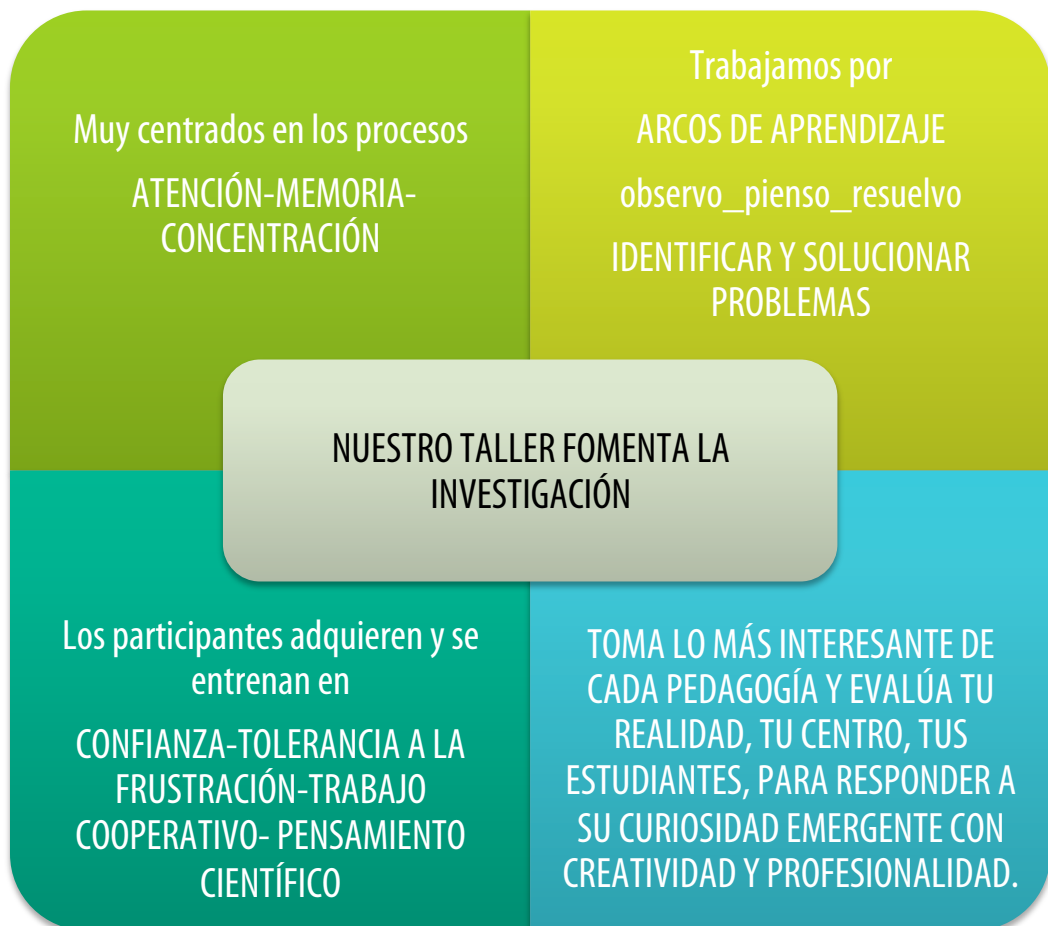 Muy centrados en los procesos
ATENCIÓN-MEMORIA-
CONCENTRACIÓN
Trabajamos por
ARCOS DE APRENDIZAJE
observo_pienso_resuelvo
IDENTIFICAR Y SOLUCIONAR
PROBLEMAS
NUESTRO TALLER FOMENTA LA
INVESTIGACIÓN
Los participantes adquieren y se
entrenan en
CONFIANZA-TOLERANCIA A LA
FRUSTRACIÓN-TRABAJO
COOPERATIVO- PENSAMIENTO
CIENTÍFICO
TOMA LO MÁS INTERESANTE DE
CADA PEDAGOGÍA Y EVALÚA TU
REALIDAD, TU CENTRO, TUS
ESTUDIANTES, PARA RESPONDER A
SU CURIOSIDAD EMERGENTE CON
CREATIVIDAD Y PROFESIONALIDAD.